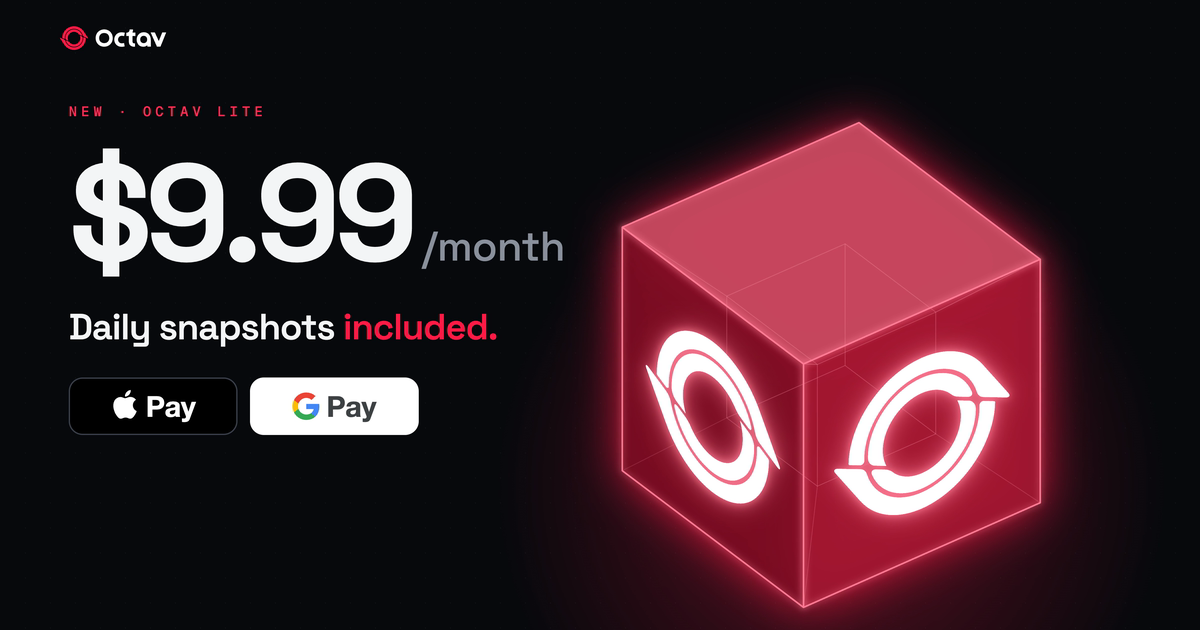 Octav
NEW · OCTAV LITE
$9.99 /month
Daily snapshots included.
Pay
G Pay